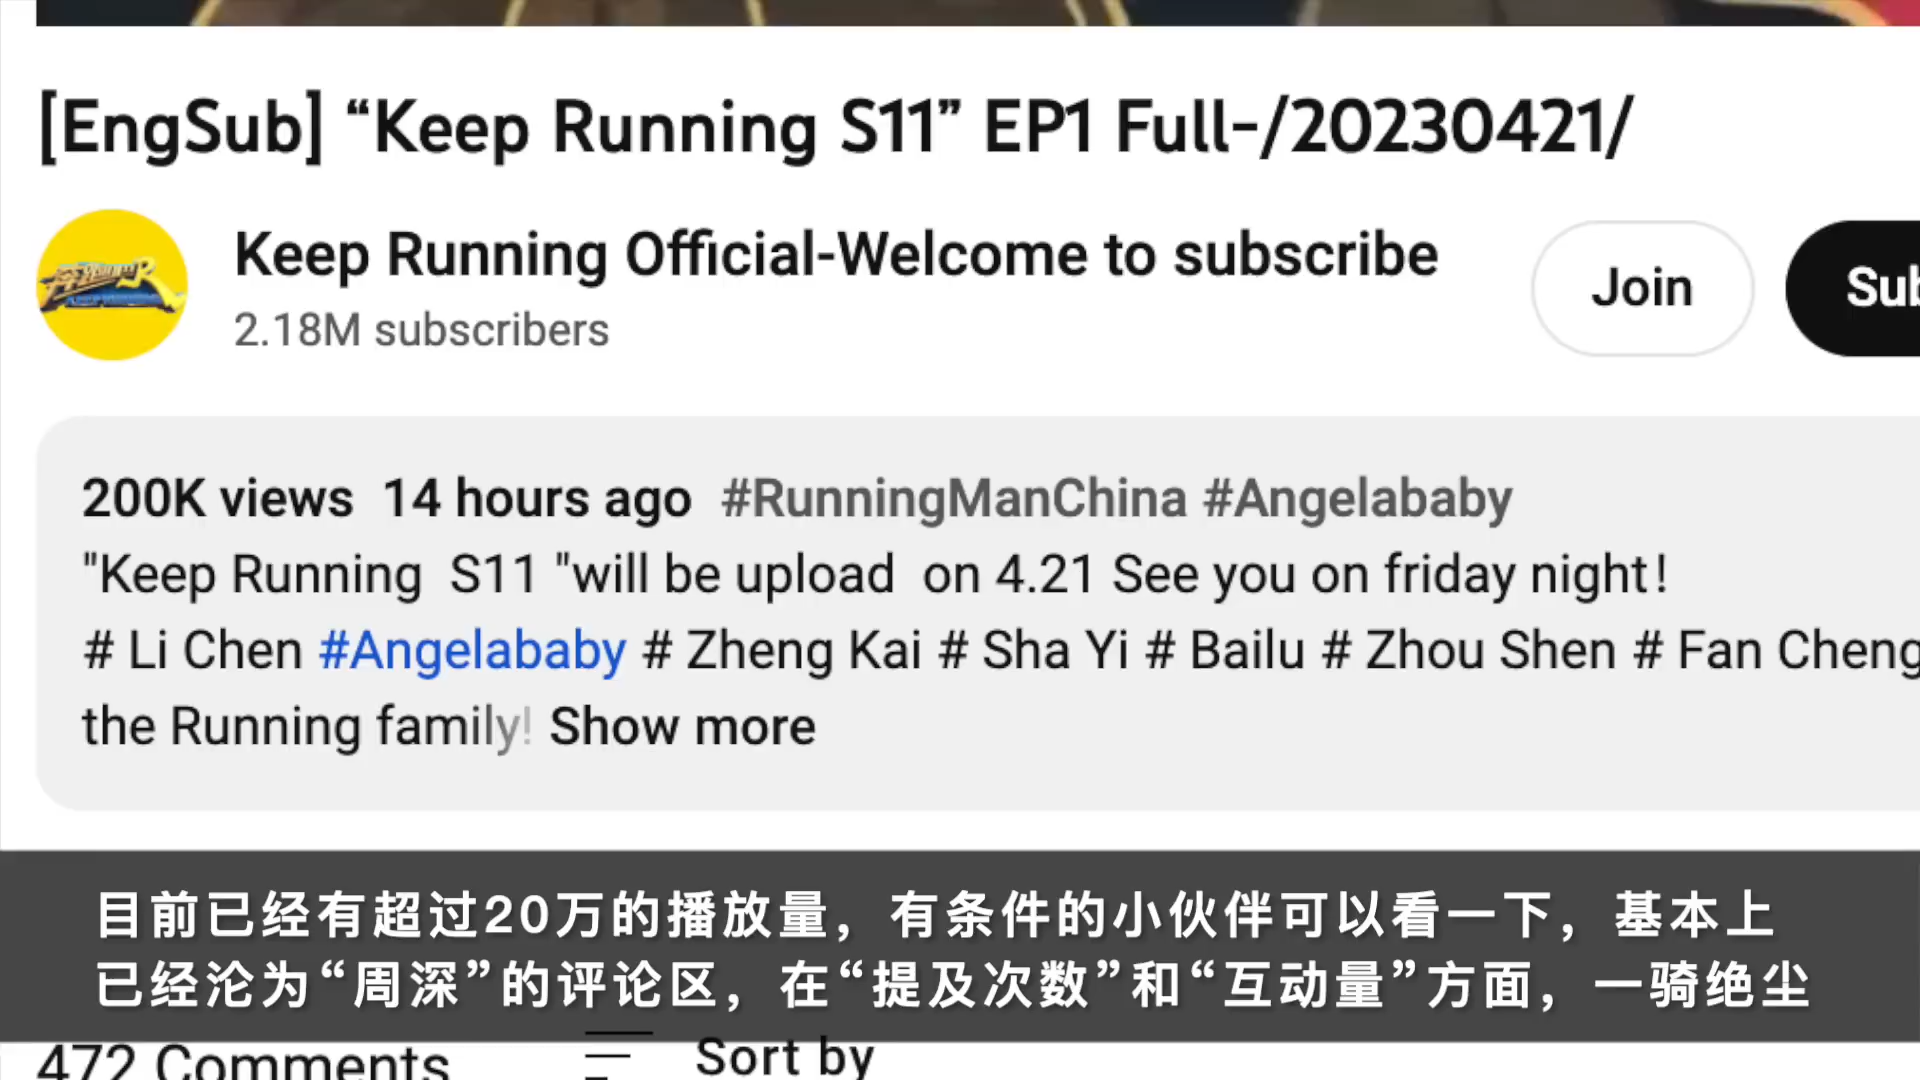 [EngSub] “Keep Running S11” EP1 Full-/20230421/
Keep Running Official-Welcome to subscribe
2.18M subscribers
Join
Sub
200K views 14 hours ago #RunningManChina #Angelababy
"Keep Running S11 "will be upload on 4.21 See you on friday night!
# Li Chen #Angelababy # Zheng Kai # Sha Yi # Bailu # Zhou Shen # Fan Cheng
the Running family! Show more
目前已经有超过20万的播放量，有条件的小伙伴可以看一下，基本上
已经沦为“周深”的评论区，在“提及次数”和“互动量”方面，一骑绝尘
472 Comments
Sort by